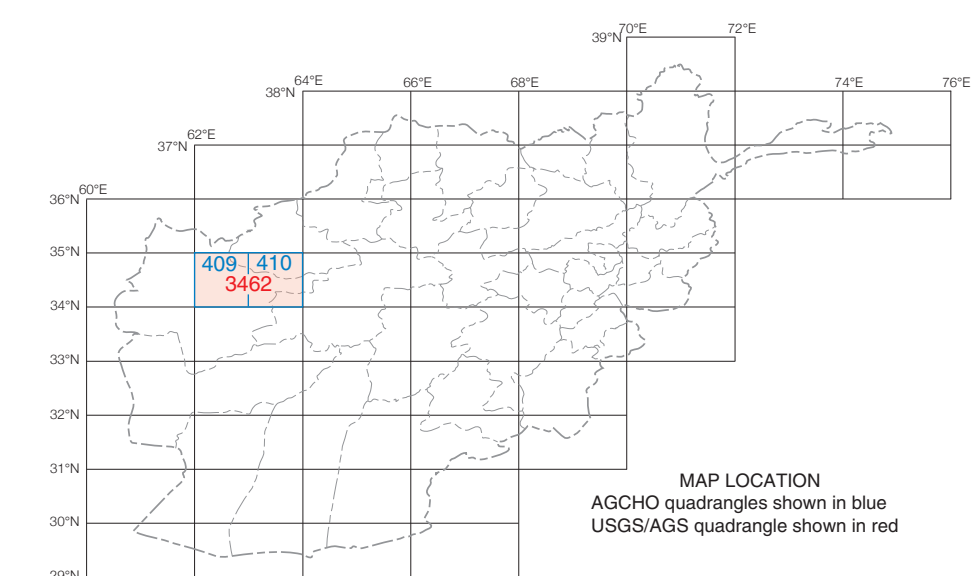 39°N
70°E
72°E
38°N
64°E
66°E
68°E
74°E
76°E
37°N
62°E
36°N
60°E
35°N
409
410
3462
34°N
33°N
32°N
31°N
30°N
29°N
MAP LOCATION
AGCHO quadrangles shown in blue
USGS/AGS quadrangle shown in red